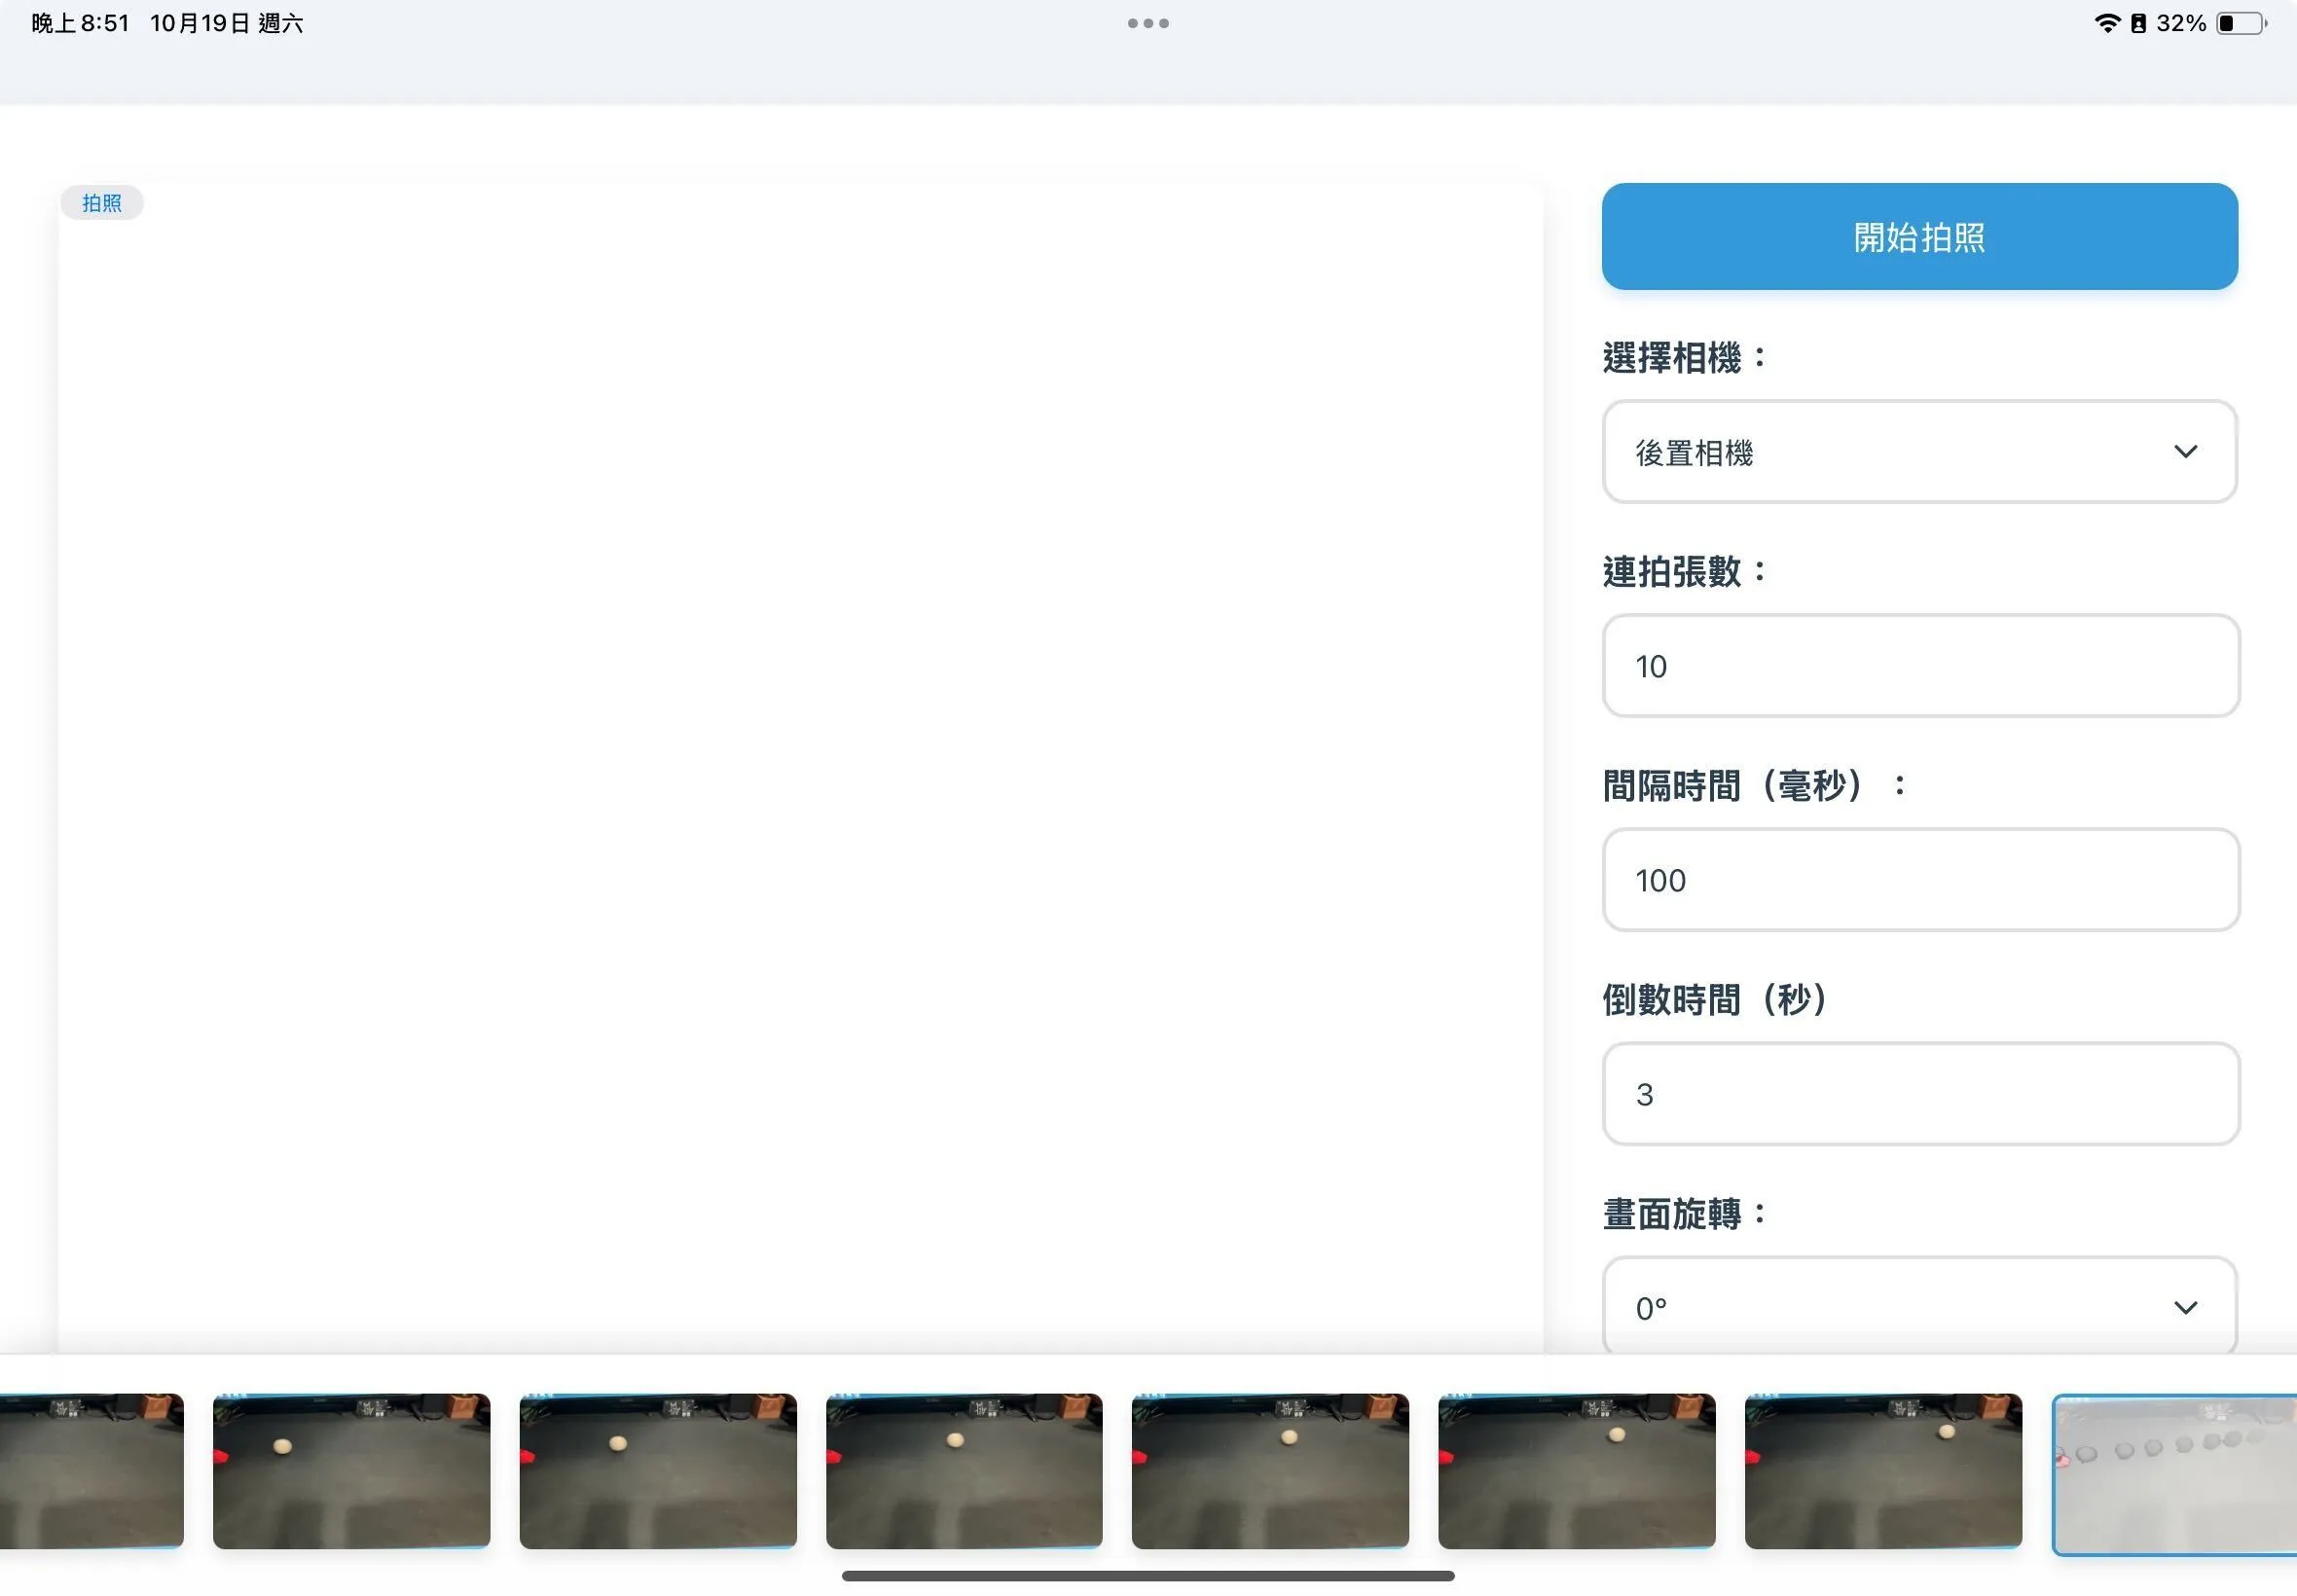 晚上8:51 10月19日 週六
32%
拍照
開始拍照
選擇相機：
後置相機
連拍張數：
10
間隔時間（毫秒）：
100
倒數時間（秒）
3
畫面旋轉：
0°